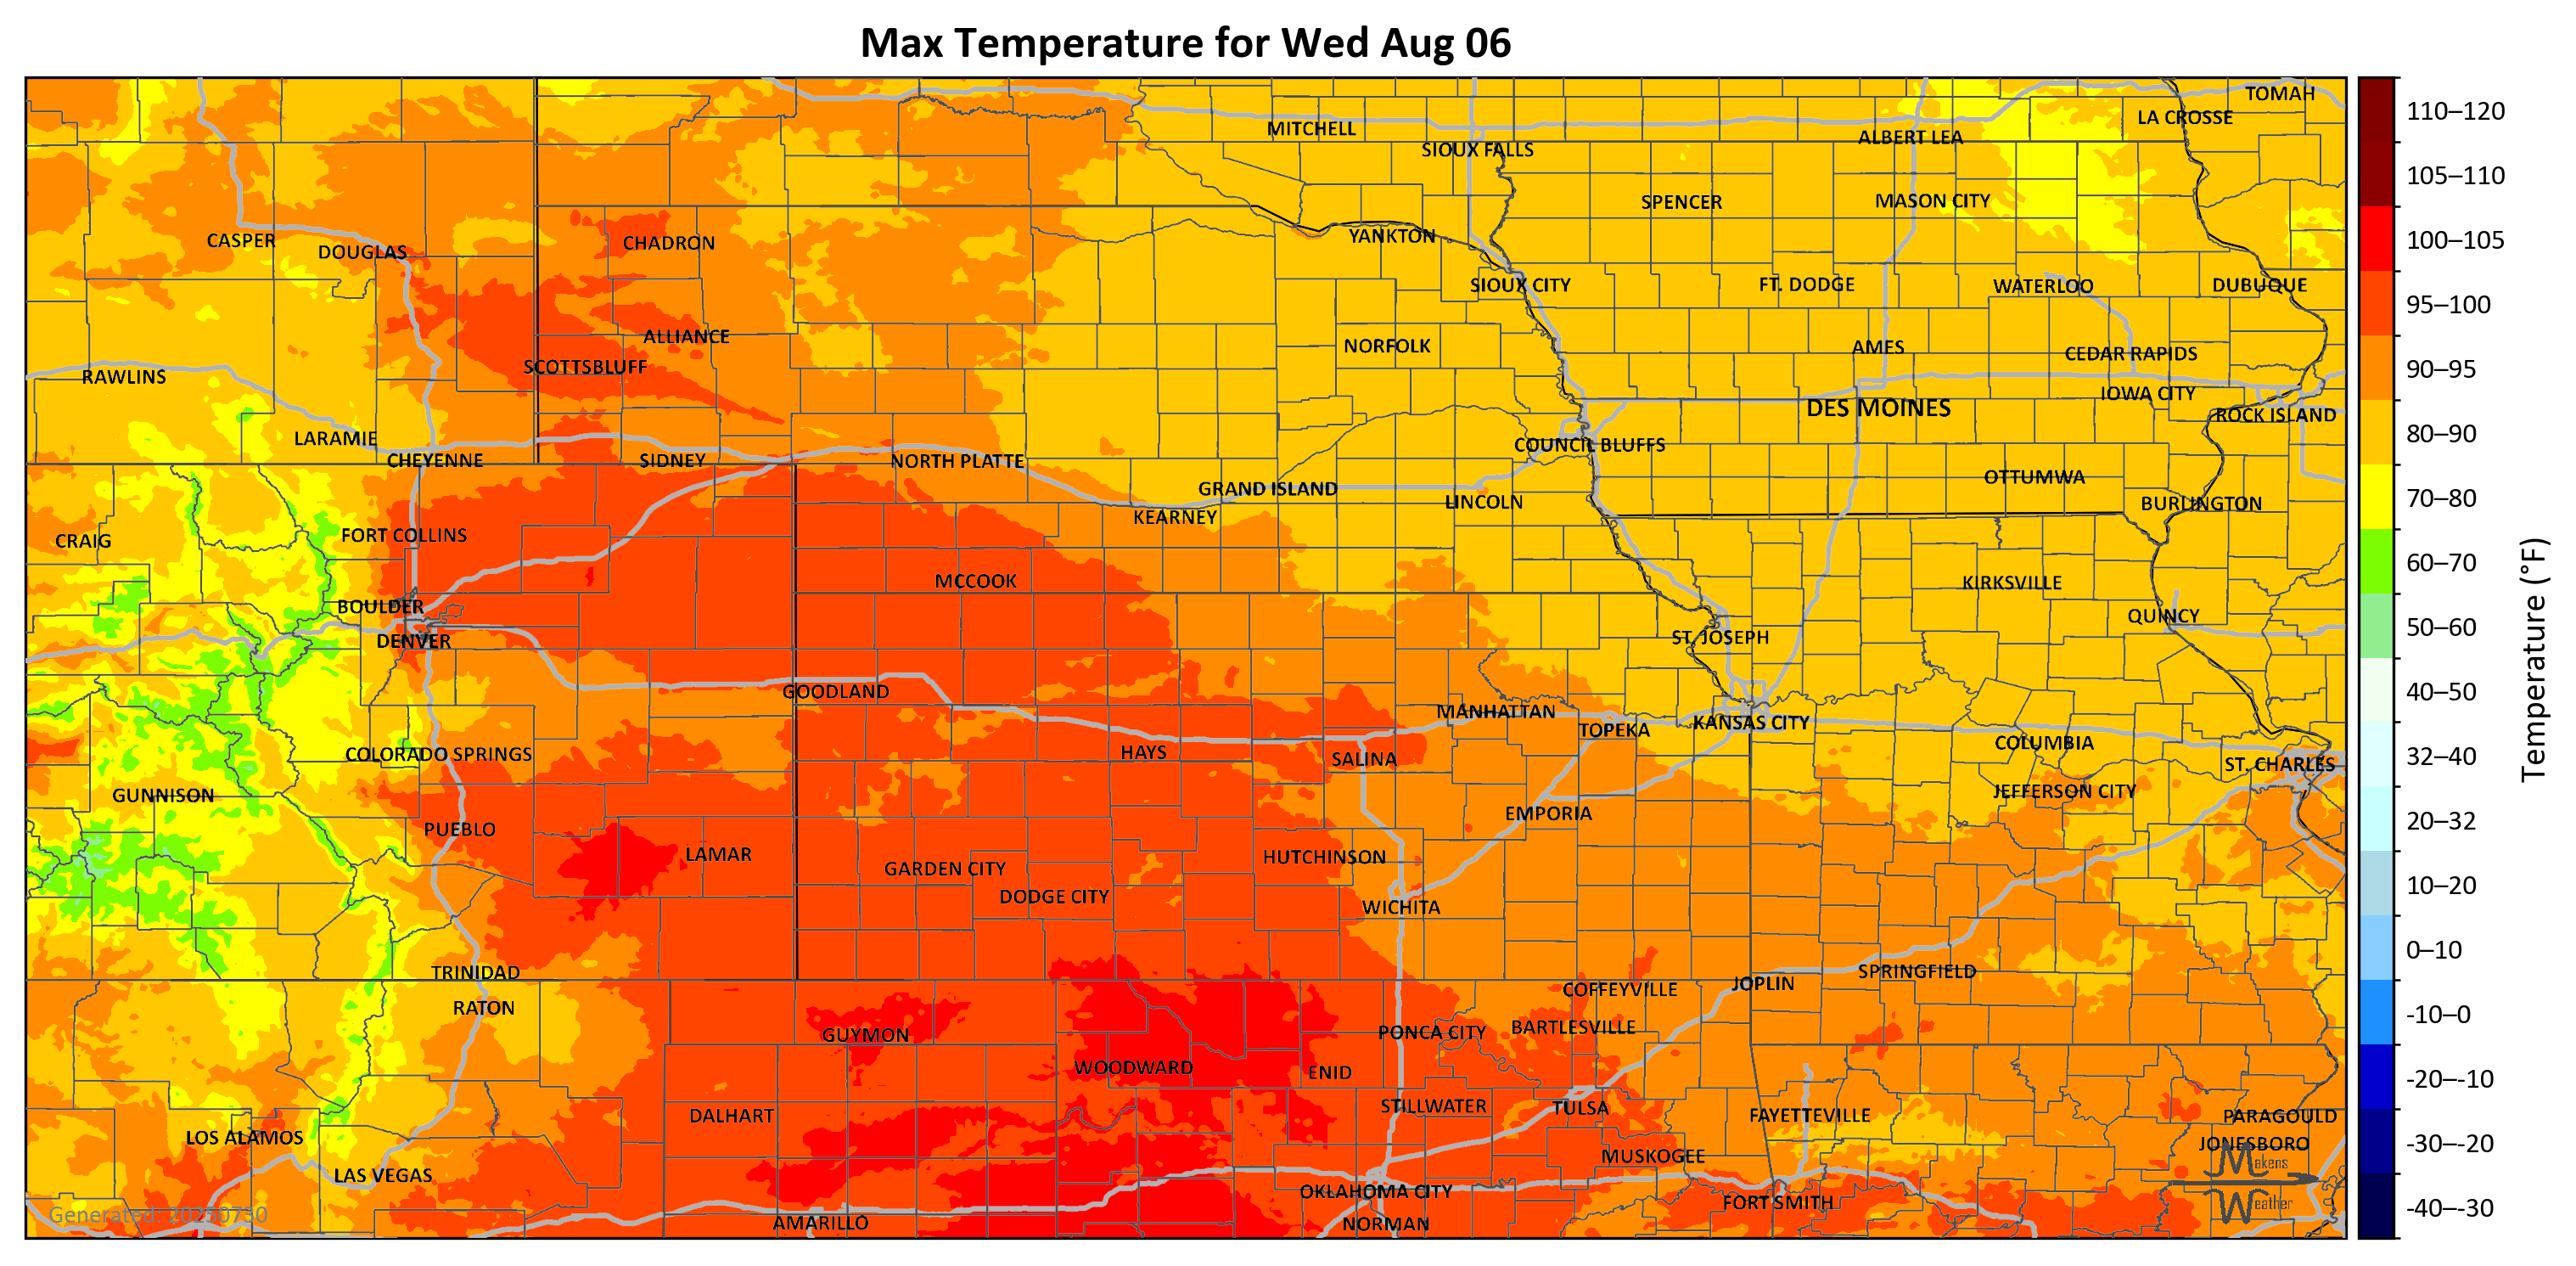 Max Temperature for Wed Aug 06
TOMAH
LA CROSSE
MITCHELL
ALBERT LEA
SIOUX FALLS
SPENCER
MASON CITY
YANKTON
CASPER
CHADRON
DOUGLAS
SIOUX CITY
FT. DODGE
WATERLOO
DUBUQUE
ALLIANCE
NORFOLK
AMES
CEDAR RAPIDS
SCOTTSBLUFF
RAWLINS
IOWA CITY
DES MOINES
ROCK ISLAND
LARAMIE
COUNCIL BLUFFS
CHEYENNE
SIDNEY
NORTH PLATTE
OTTUMWA
GRAND ISLAND
LINCOLN
BURLINGTON
KEARNEY
FORT COLLINS
CRAIG
MCCOOK
KIRKSVILLE
BOULDER
QUINCY
DENVER
ST. JOSEPH
GOODLAND
MANHATTAN
KANSAS CITY
TOPEKA
COLUMBIA
COLORADO SPRINGS
HAYS
SALINA
ST. CHARLES
GUNNISON
JEFFERSON CITY
EMPORIA
PUEBLO
LAMAR
HUTCHINSON
GARDEN CITY
DODGE CITY
WICHITA
TRINIDAD
SPRINGFIELD
JOPLIN
COFFEYVILLE
RATON
GUYMON
PONCA CITY
BARTLESVILLE
WOODWARD
ENID
STILLWATER
TULSA
DALHART
FAYETTEVILLE
PARAGOULD
LOS ALAMOS
JONESBORO
MUSKOGEE
LAS VEGAS
OKLAHOMA CITY
FORT SMITH
AMARILLO
NORMAN
Makens
Weather
Generated: 20250730
110–120
105–110
100–105
95–100
90–95
80–90
70–80
60–70
50–60
40–50
32–40
20–32
10–20
0–10
-10–0
-20–-10
-30–-20
-40–-30
Temperature (°F)